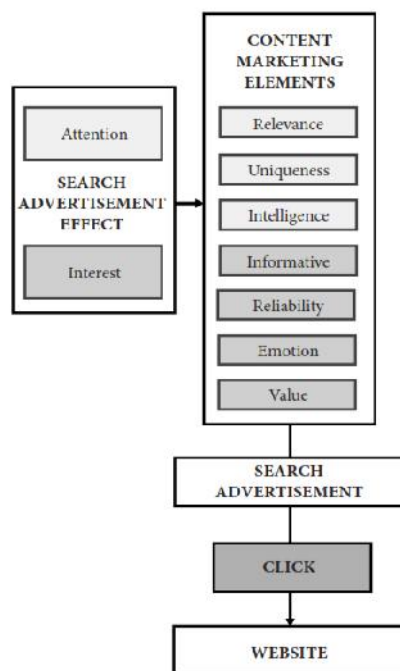 CONTENT
MARKETING
ELEMENTS
Relevance
Uniqueness
Intelligence
Informative
Reliability
Emotion
Value
Attention
SEARCH
ADVERTISEMENT
EFFECT
Interest
SEARCH
ADVERTISEMENT
CLICK
WEBSITE